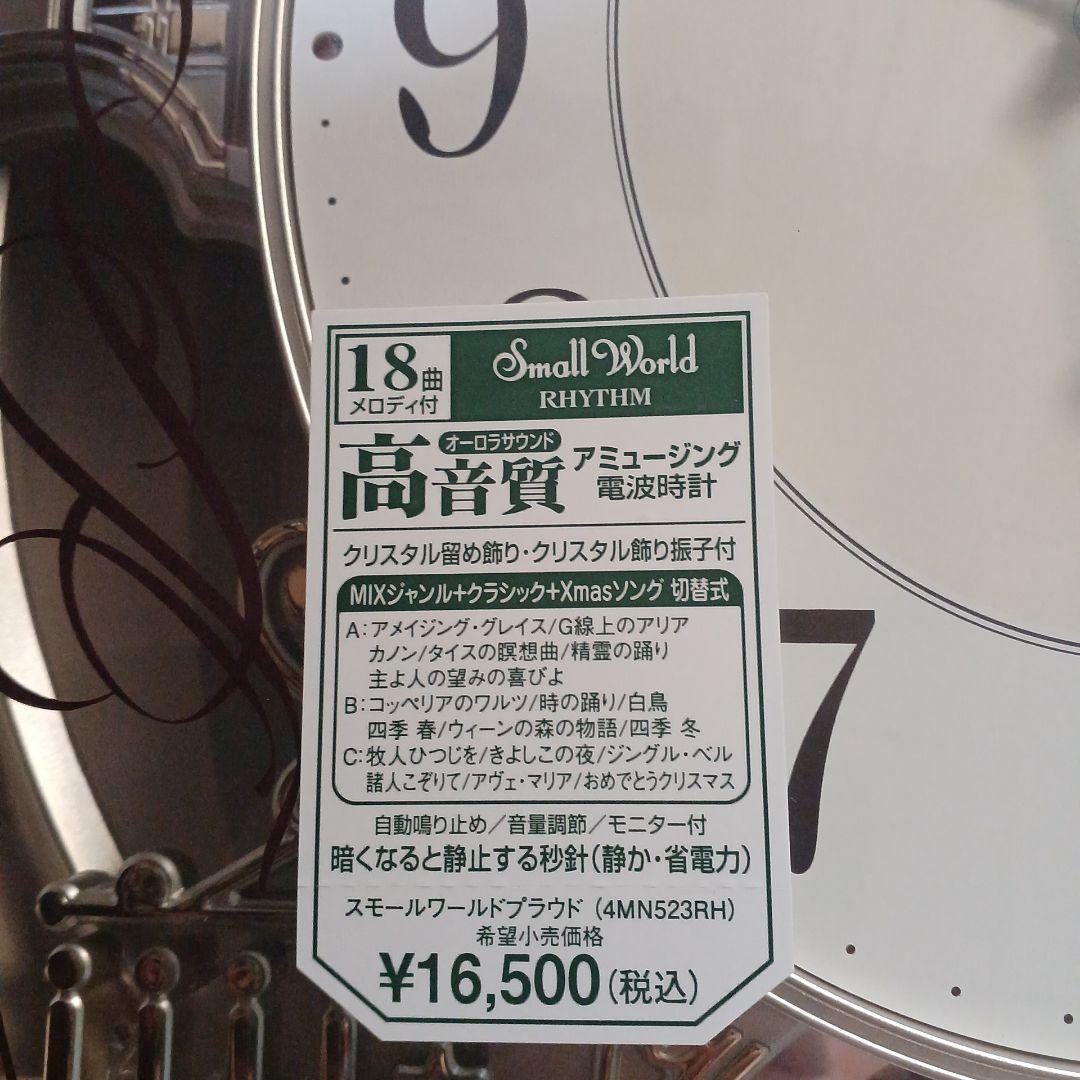 9
8
18曲
メロディ付
Small World
RHYTHM
オーロラサウンド
高音質
アミュージング
電波時計
クリスタル留め飾り・クリスタル飾り振子付
MIXジャンル+クラシック+Xmasソング 切替式
A:アメイジング・グレイス/G線上のアリア
カノン/タイスの瞑想曲/精霊の踊り
主よ人の望みの喜びよ
B:コッペリアのワルツ/時の踊り/白鳥
四季 春/ウィーンの森の物語/四季 冬
C:牧人ひつじを/きよしこの夜/ジングル・ベル
諸人こぞりて/アヴェ・マリア/おめでとうクリスマス
7
自動鳴り止め/音量調節/モニター付
暗くなると静止する秒針(静か・省電力)
スモールワールドプラウド (4MN523RH)
希望小売価格
¥16,500(税込)